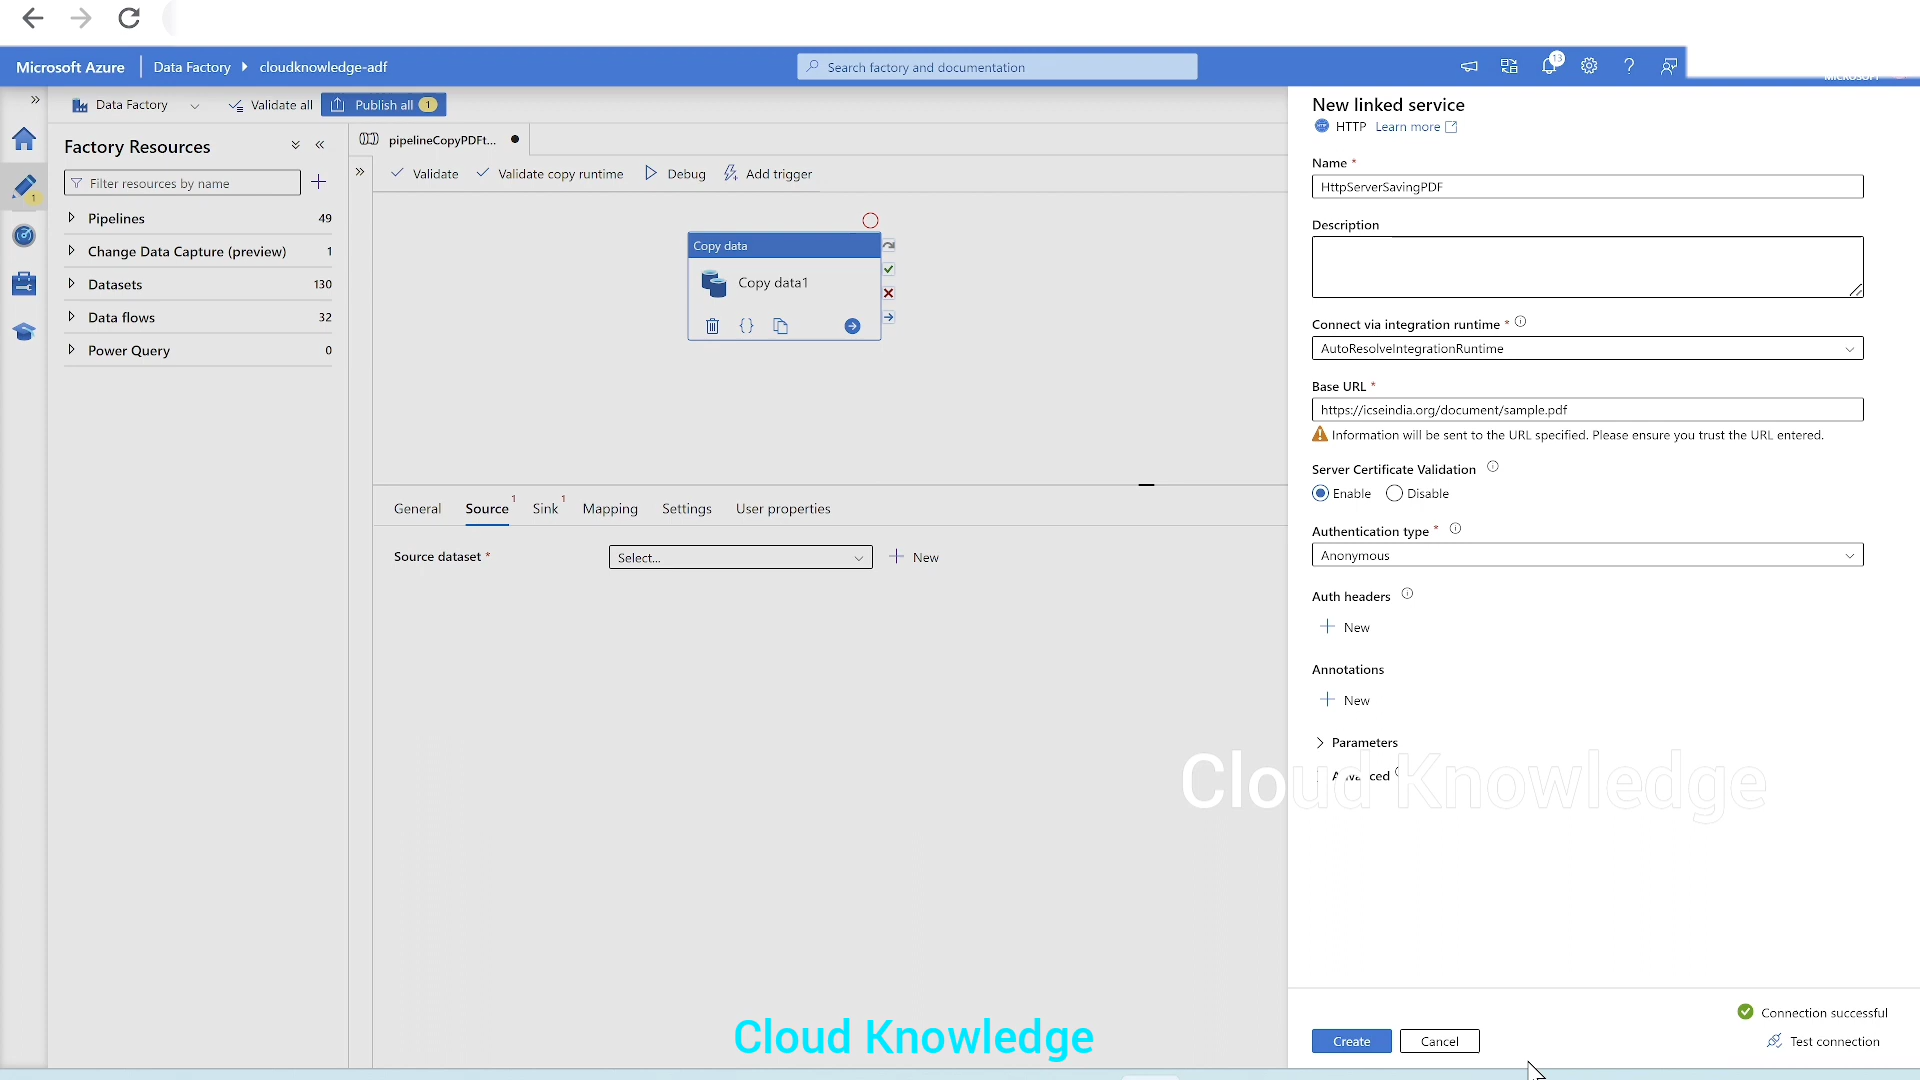 Microsoft Azure
Data Factory
cloudknowledge-adf
Search factory and documentation
13
Data Factory
Validate all
Publish all 1
Factory Resources
Filter resources by name
1
Pipelines 49
Change Data Capture (preview) 1
Datasets 130
Data flows 32
Power Query 0
pipelineCopyPDFt...
Validate
Validate copy runtime
Debug
Add trigger
Copy data
Copy data1
General
Source 1
Sink 1
Mapping
Settings
User properties
Source dataset *
Select...
New
New linked service
HTTP Learn more
Name *
HttpServerSavingPDF
Description
Connect via integration runtime *
AutoResolveIntegrationRuntime
Base URL *
https://icseindia.org/document/sample.pdf
Information will be sent to the URL specified. Please ensure you trust the URL entered.
Server Certificate Validation
Enable Disable
Authentication type *
Anonymous
Auth headers
New
Annotations
New
Parameters
Advanced
Cloud Knowledge
Connection successful
Create
Cancel
Test connection
Cloud Knowledge